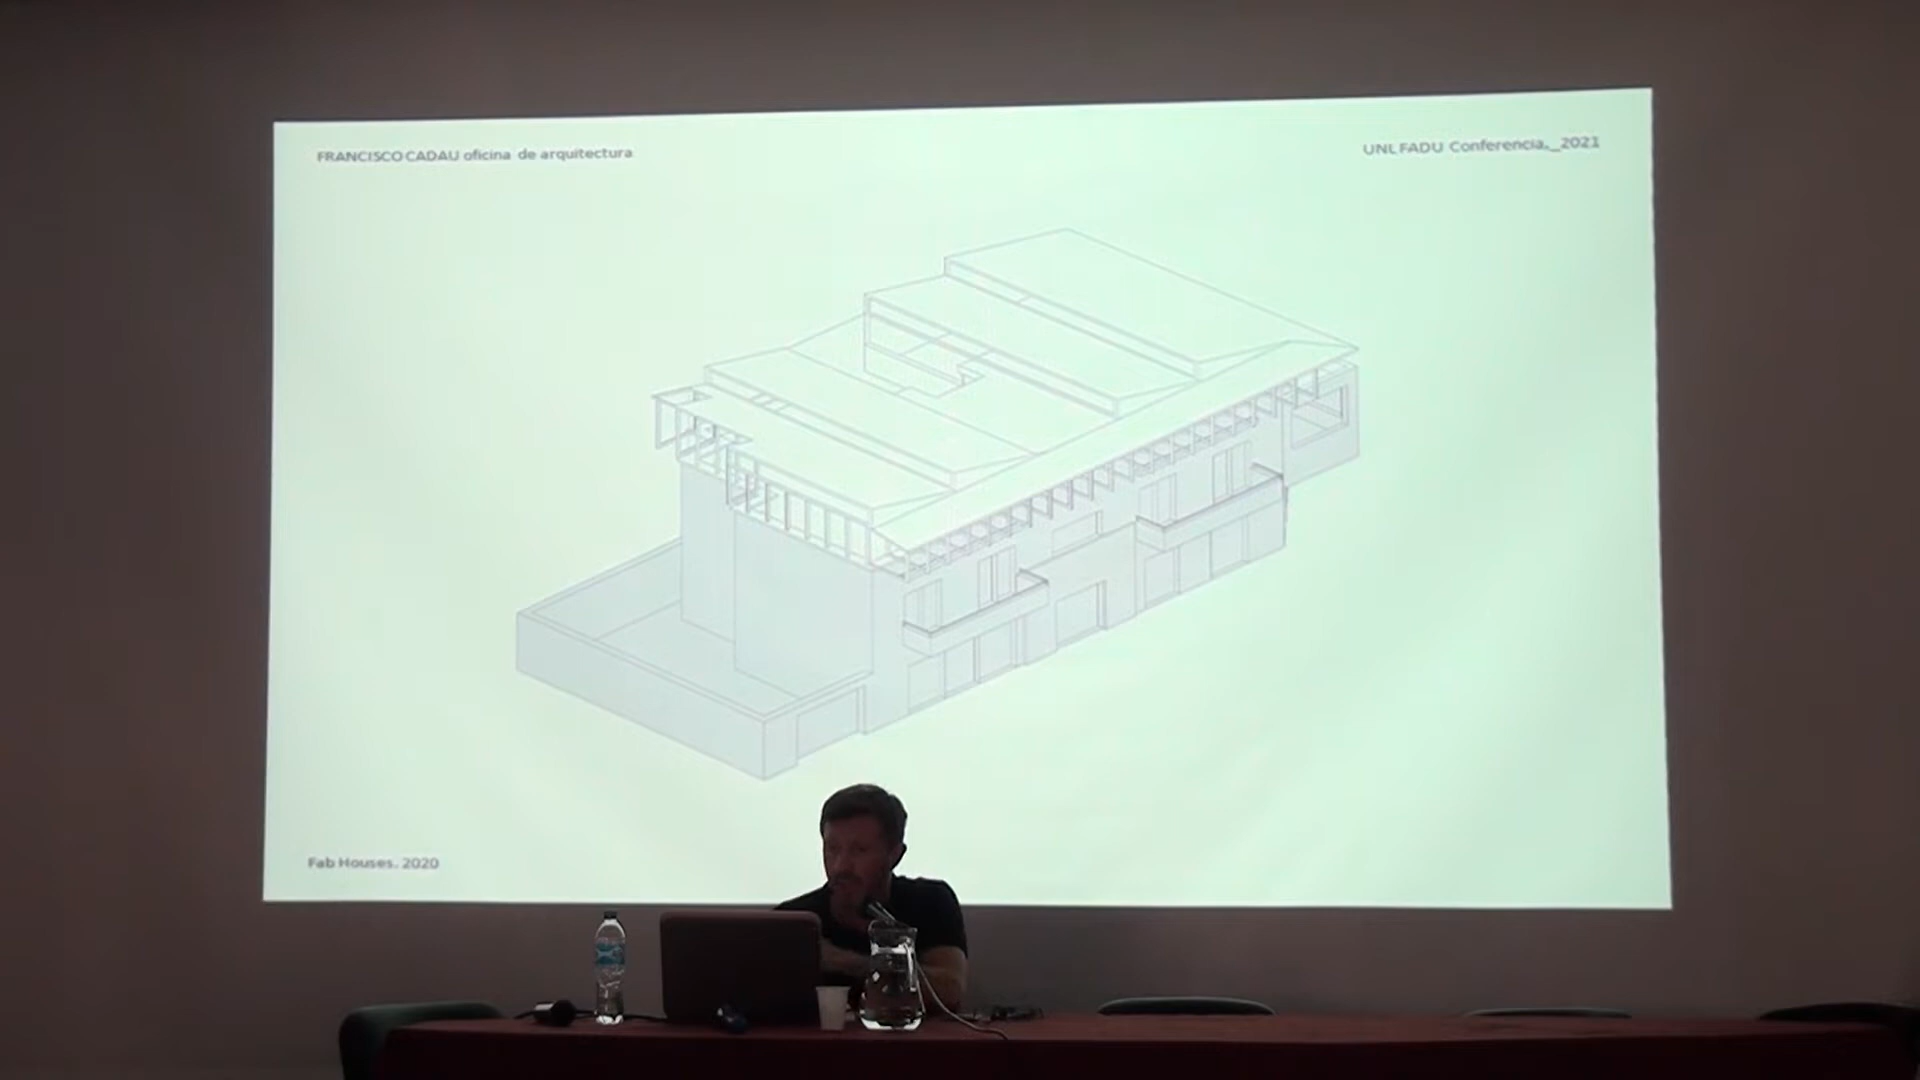 FRANCISCO CADAU oficina de arquitectura
UNL FADU Conferencia._2021
Fab Houses. 2020